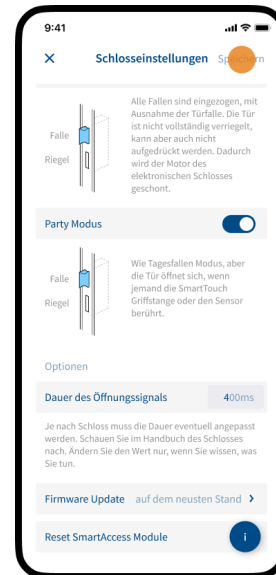 9:41
Schlosseinstellungen Speichern
Alle Fallen sind eingezogen, mit
Ausnahme der Türfalle. Die Tür
ist nicht vollständig verriegelt,
kann aber auch nicht
aufgedrückt werden. Dadurch
wird der Motor des
elektronischen Schlosses
geschont.
Falle
Riegel
Party Modus
Wie Tagesfallen Modus, aber
die Tür öffnet sich, wenn
jemand die SmartTouch
Griffstange oder den Sensor
berührt.
Falle
Riegel
Optionen
Dauer des Öffnungssignals 400ms
Je nach Schloss muss die Dauer eventuell angepasst
werden. Schauen Sie im Handbuch des Schlosses
nach. Ändern Sie den Wert nur, wenn Sie wissen, was
Sie tun.
Firmware Update auf dem neusten Stand
Reset SmartAccess Module
i